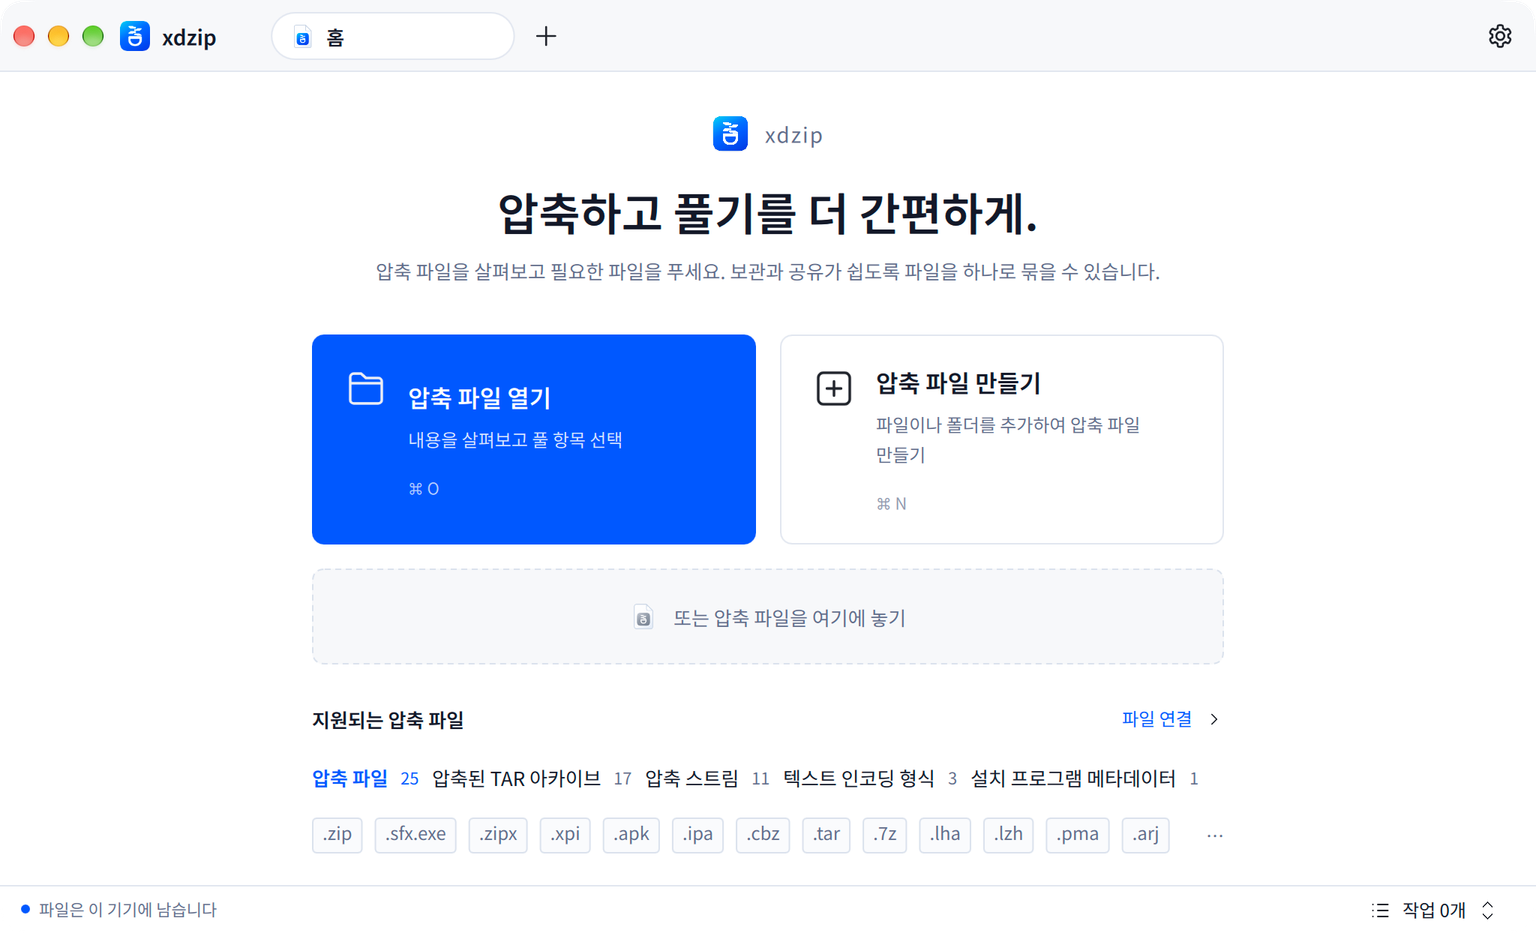 xdzip
홈
xdzip
압축하고 풀기를 더 간편하게.
압축 파일을 살펴보고 필요한 파일을 푸세요. 보관과 공유가 쉽도록 파일을 하나로 묶을 수 있습니다.
압축 파일 열기
내용을 살펴보고 풀 항목 선택
⌘ O
압축 파일 만들기
파일이나 폴더를 추가하여 압축 파일
만들기
⌘ N
또는 압축 파일을 여기에 놓기
지원되는 압축 파일
파일 연결
압축 파일 25 압축된 TAR 아카이브 17 압축 스트림 11 텍스트 인코딩 형식 3 설치 프로그램 메타데이터 1
.zip .sfx.exe .zipx .xpi .apk .ipa .cbz .tar .7z .lha .lzh .pma .arj ...
파일은 이 기기에 남습니다
작업 0개